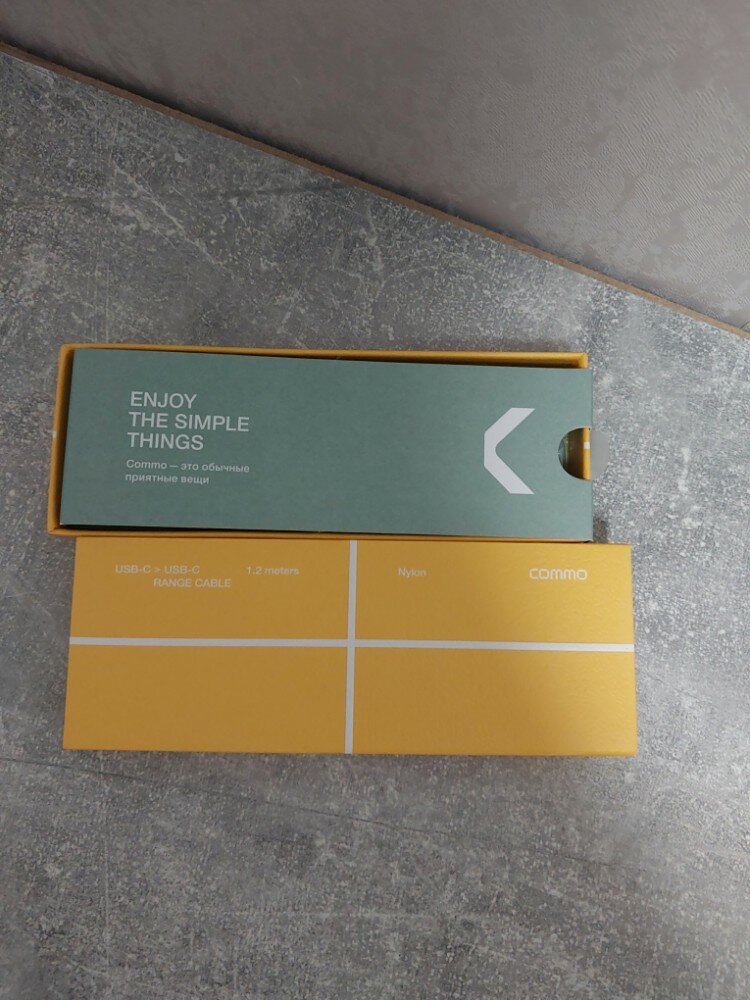 ENJOY
THE SIMPLE
THINGS
Commo — это обычные
приятные вещи
USB-C > USB-C
RANGE CABLE
1.2 meters
Nylon
COMMO